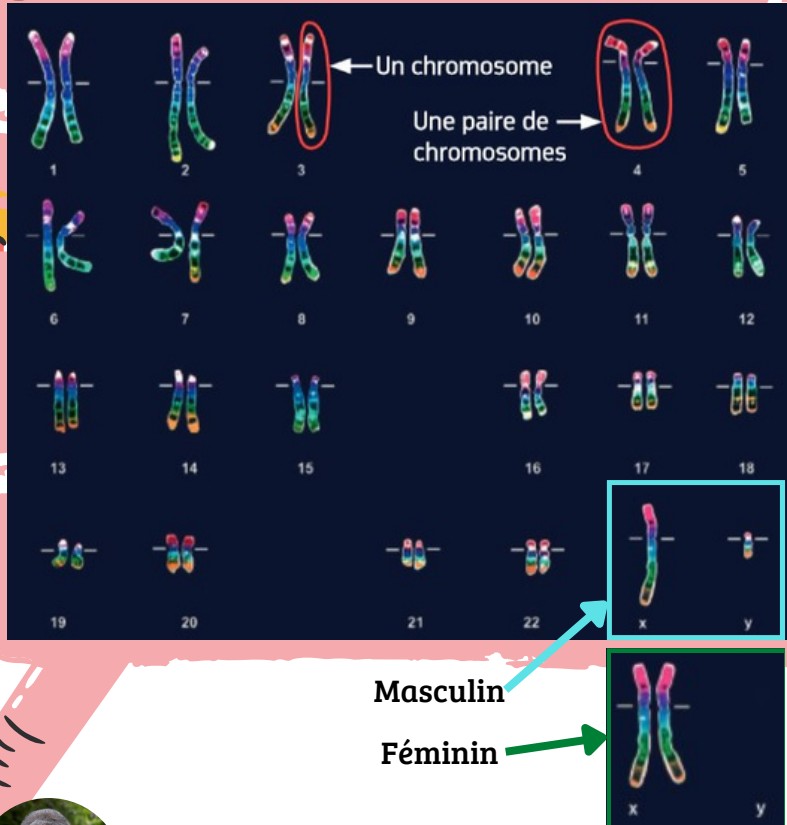 Un chromosome
Une paire de
chromosomes
1 2 3 4 5
6 7 8 9 10 11 12
13 14 15 16 17 18
19 20 21 22 x y
Masculin
Féminin
x y